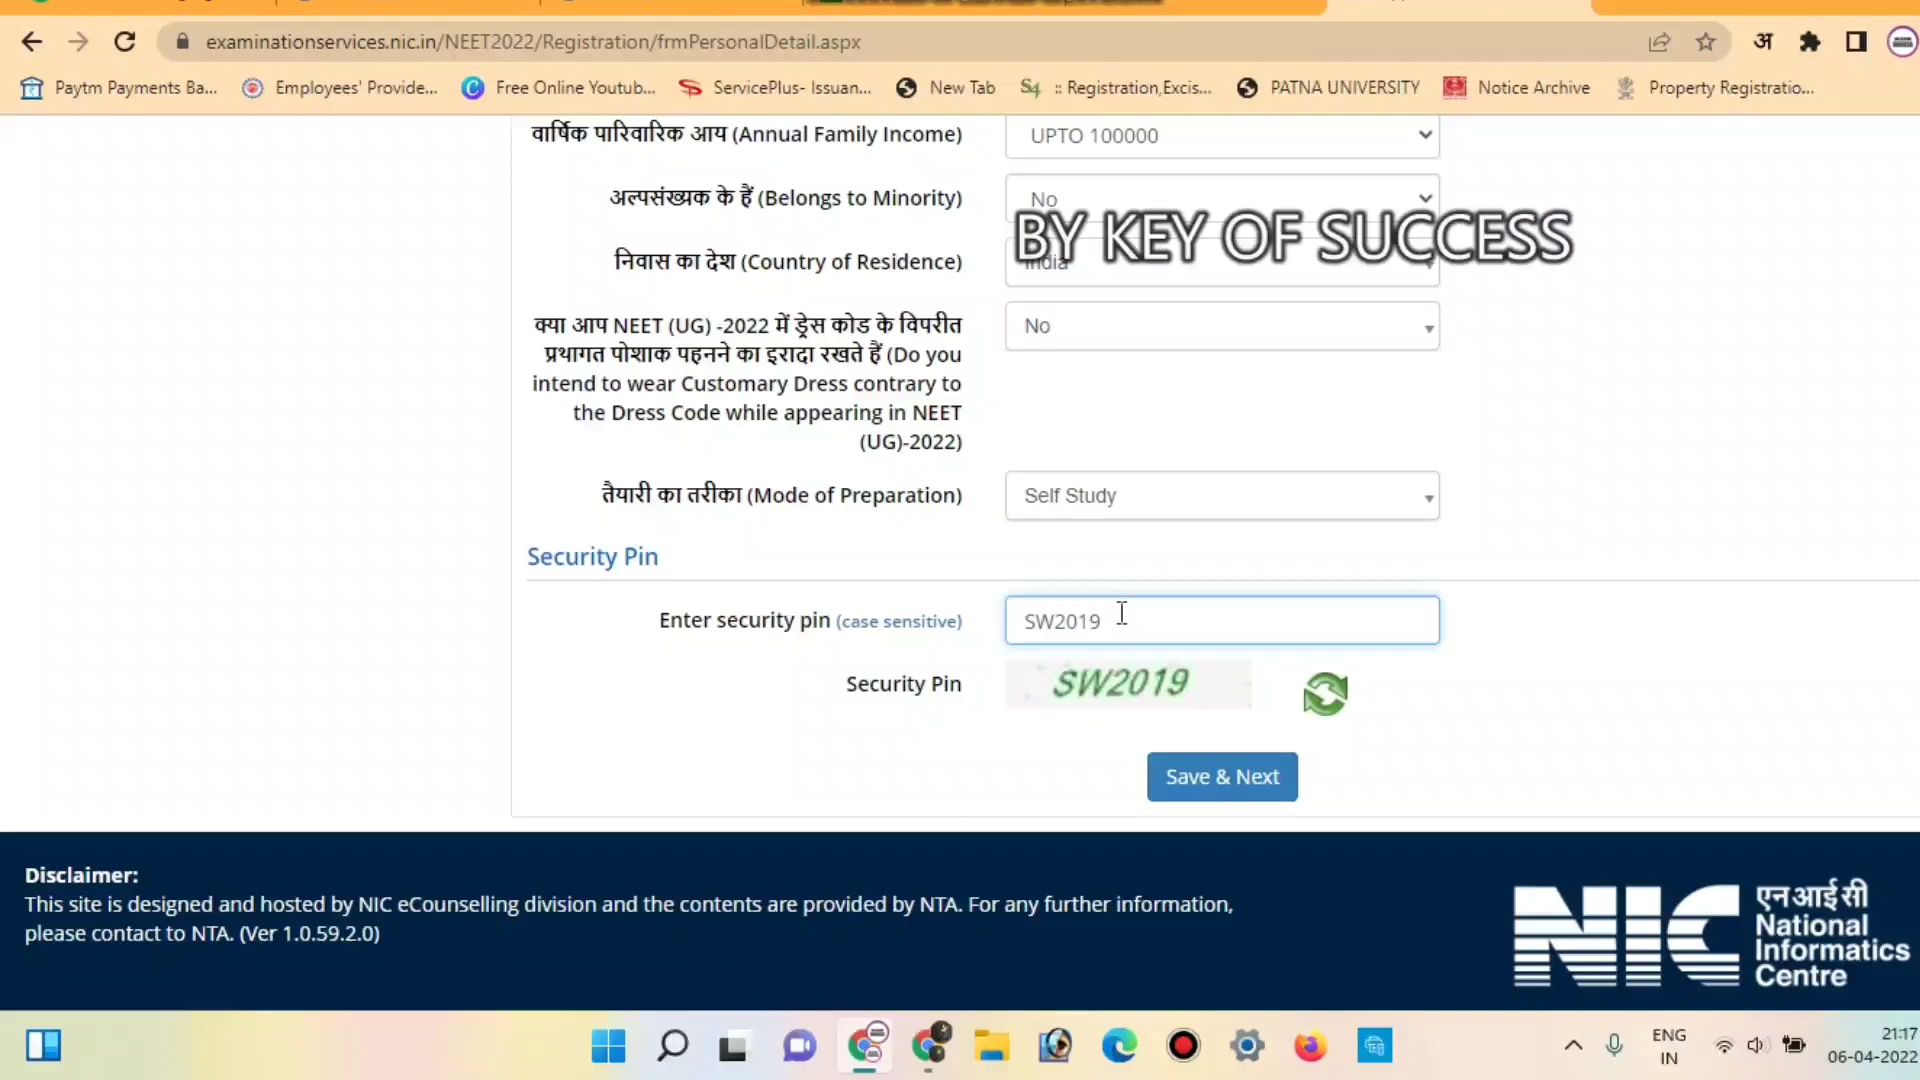 examinationservices.nic.in/NEET2022/Registration/frmPersonalDetail.aspx
अ
Paytm Payments Ba... Employees' Provide... Free Online Youtub... ServicePlus- Issuan... New Tab :: Registration,Excis... PATNA UNIVERSITY Notice Archive Property Registratio...
वार्षिक पारिवारिक आय (Annual Family Income) UPTO 100000
अल्पसंख्यक के हैं (Belongs to Minority) No
BY KEY OF SUCCESS
निवास का देश (Country of Residence) India
क्या आप NEET (UG) -2022 में ड्रेस कोड के विपरीत No
प्रथागत पोशाक पहनने का इरादा रखते हैं (Do you
intend to wear Customary Dress contrary to
the Dress Code while appearing in NEET
(UG)-2022)
तैयारी का तरीका (Mode of Preparation) Self Study
Security Pin
Enter security pin (case sensitive) SW2019
Security Pin SW2019
Save & Next
Disclaimer:
This site is designed and hosted by NIC eCounselling division and the contents are provided by NTA. For any further information,
please contact to NTA. (Ver 1.0.59.2.0)
NIC
एनआईसी
National
Informatics
Centre
ENG
IN
21:17
06-04-2022